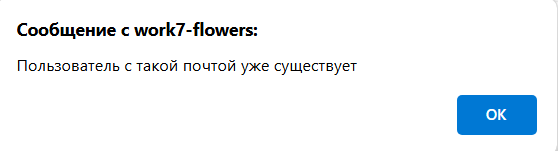 Сообщение с work7-flowers:
Пользователь с такой почтой уже существует
OK